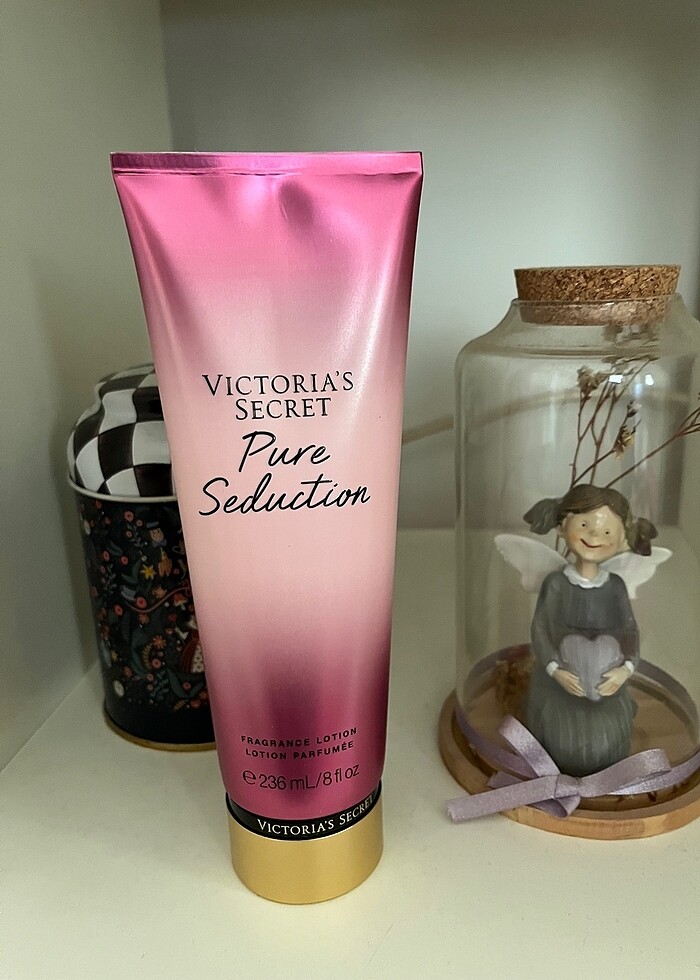 VICTORIA'S
SECRET
Pure
Seduction
FRAGRANCE LOTION
LOTION PARFUMÉE
℮236 mL/8 fl oz
VICTORIA'S SECRET